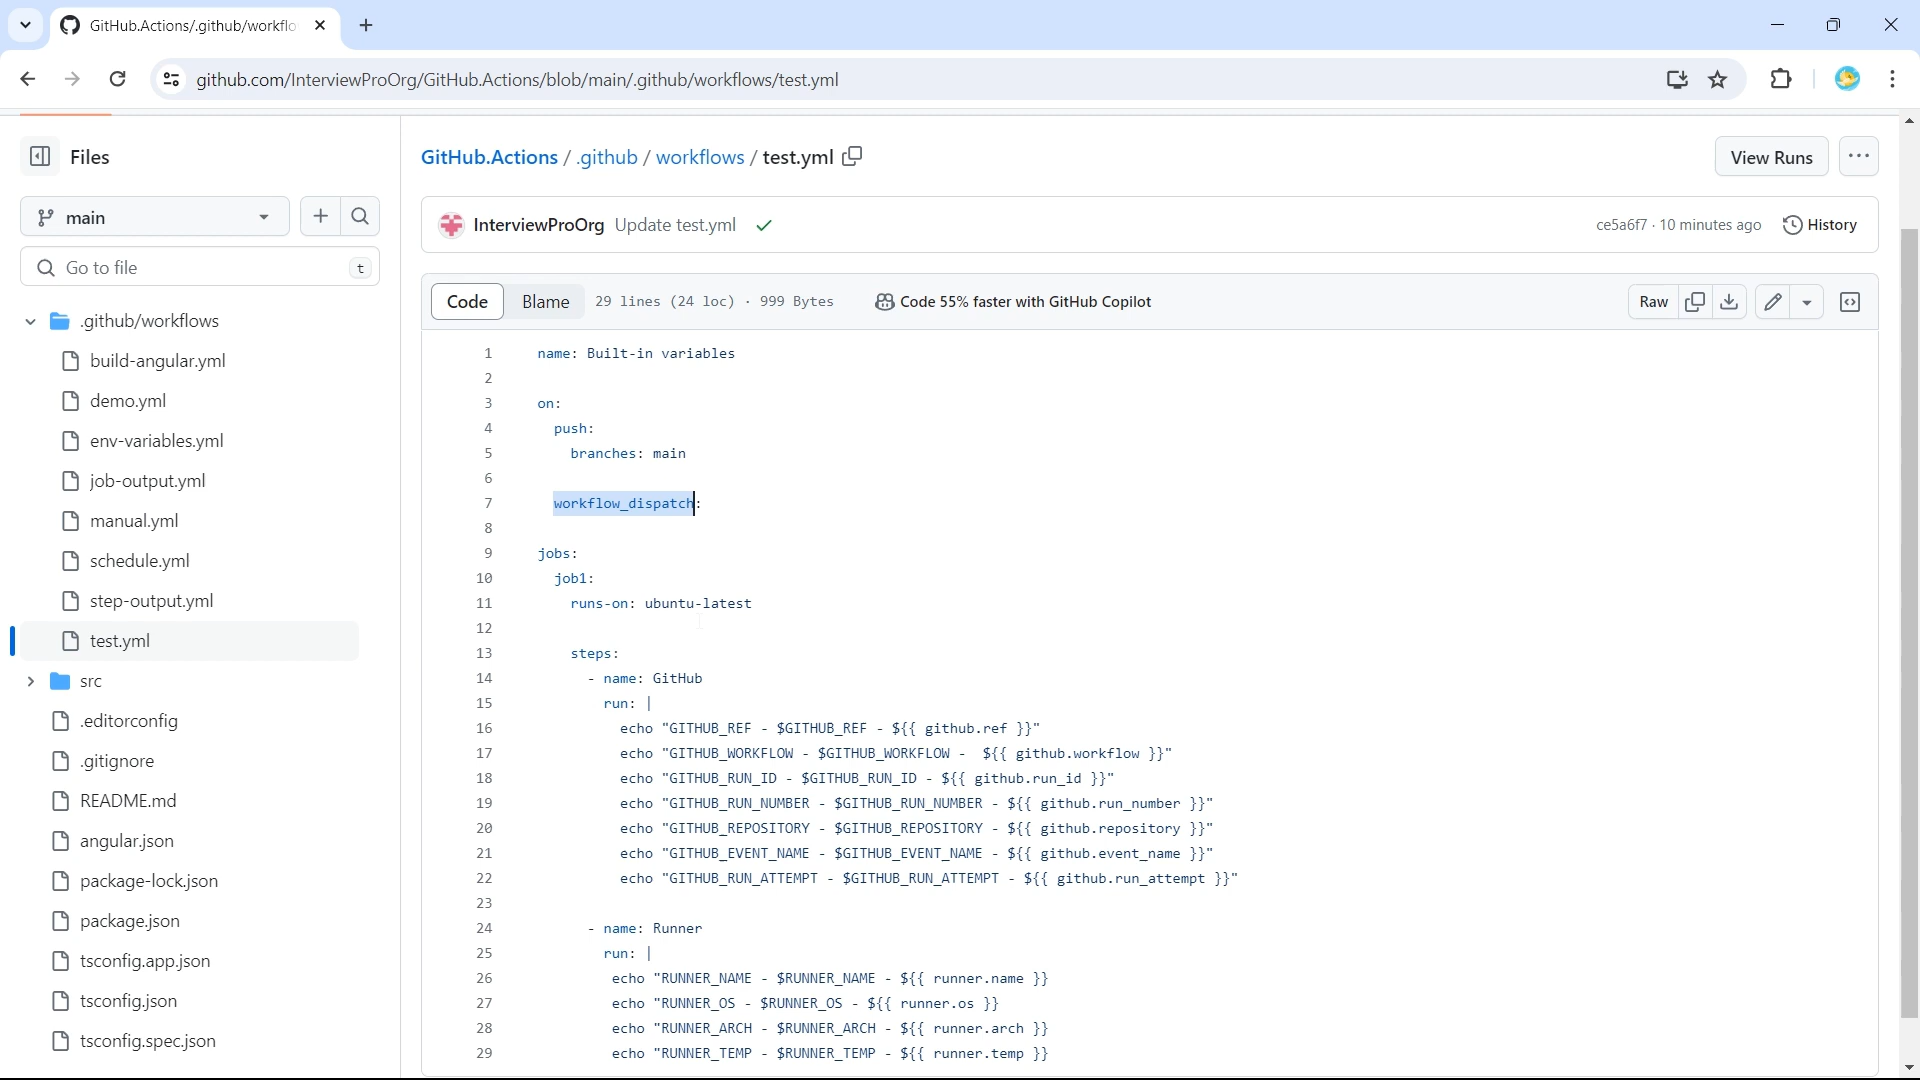 GitHub.Actions/.github/workflo
github.com/InterviewProOrg/GitHub.Actions/blob/main/.github/workflows/test.yml
Files
main
Go to file
t
.github/workflows
build-angular.yml
demo.yml
env-variables.yml
job-output.yml
manual.yml
schedule.yml
step-output.yml
test.yml
src
.editorconfig
.gitignore
README.md
angular.json
package-lock.json
package.json
tsconfig.app.json
tsconfig.json
tsconfig.spec.json
GitHub.Actions / .github / workflows / test.yml
View Runs
InterviewProOrg Update test.yml
ce5a6f7 · 10 minutes ago
History
Code Blame 29 lines (24 loc) · 999 Bytes
Code 55% faster with GitHub Copilot
Raw
1 name: Built-in variables
2
3 on:
4 push:
5 branches: main
6
7 workflow_dispatch:
8
9 jobs:
10 job1:
11 runs-on: ubuntu-latest
12
13 steps:
14 - name: GitHub
15 run: |
16 echo "GITHUB_REF - $GITHUB_REF - ${{ github.ref }}"
17 echo "GITHUB_WORKFLOW - $GITHUB_WORKFLOW -  ${{ github.workflow }}"
18 echo "GITHUB_RUN_ID - $GITHUB_RUN_ID - ${{ github.run_id }}"
19 echo "GITHUB_RUN_NUMBER - $GITHUB_RUN_NUMBER - ${{ github.run_number }}"
20 echo "GITHUB_REPOSITORY - $GITHUB_REPOSITORY - ${{ github.repository }}"
21 echo "GITHUB_EVENT_NAME - $GITHUB_EVENT_NAME - ${{ github.event_name }}"
22 echo "GITHUB_RUN_ATTEMPT - $GITHUB_RUN_ATTEMPT - ${{ github.run_attempt }}"
23
24 - name: Runner
25 run: |
26 echo "RUNNER_NAME - $RUNNER_NAME - ${{ runner.name }}
27 echo "RUNNER_OS - $RUNNER_OS - ${{ runner.os }}
28 echo "RUNNER_ARCH - $RUNNER_ARCH - ${{ runner.arch }}
29 echo "RUNNER_TEMP - $RUNNER_TEMP - ${{ runner.temp }}